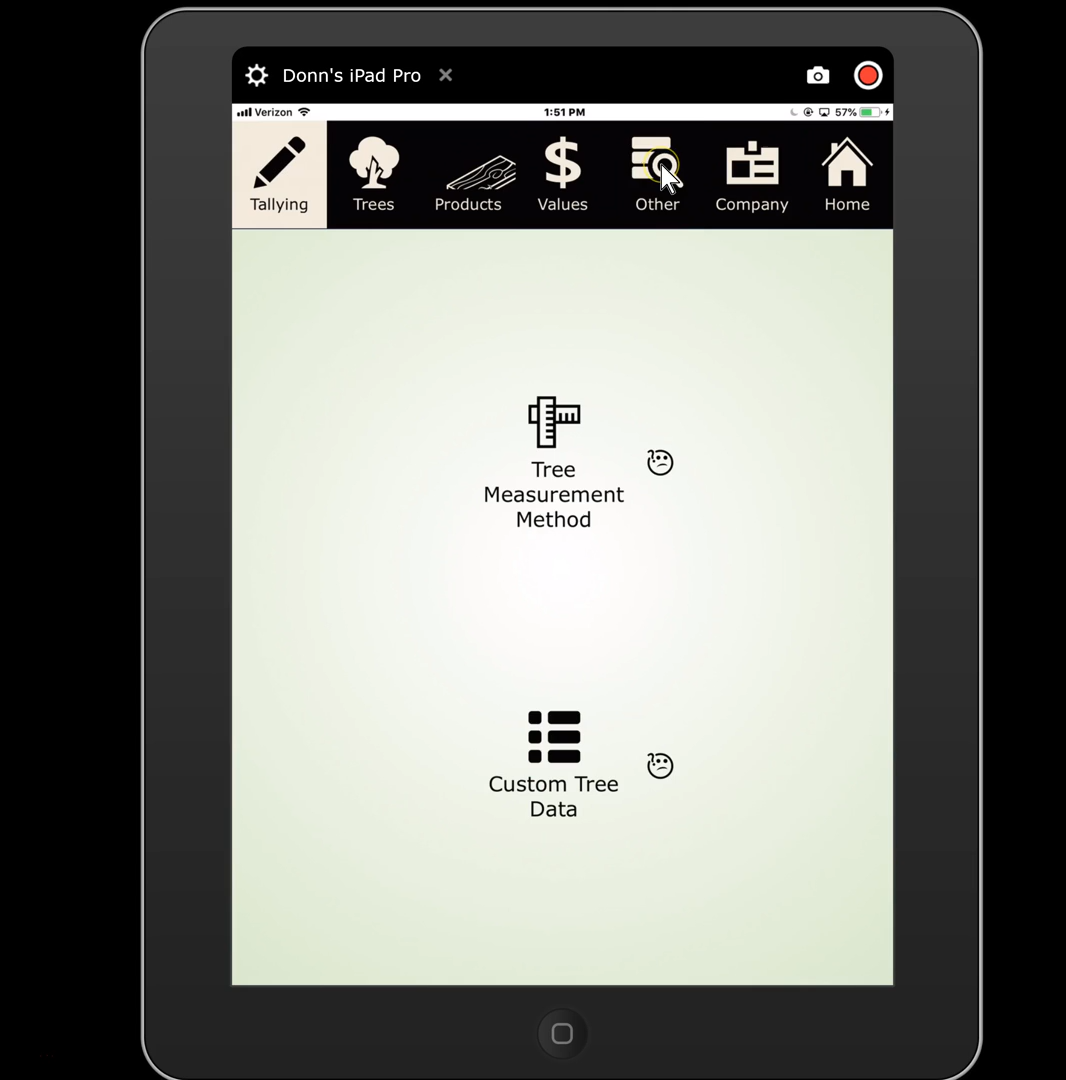 Donn's iPad Pro
Verizon 1:51 PM 57%
Tallying Trees Products Values Other Company Home
Tree
Measurement
Method
Custom Tree
Data